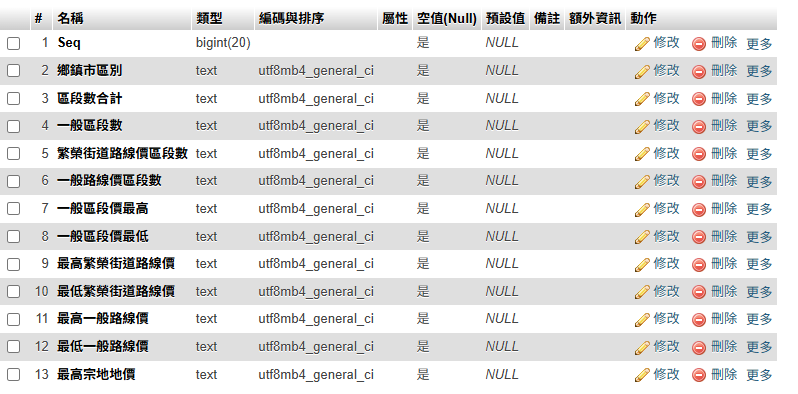 # 名稱 類型 編碼與排序 屬性 空值(Null) 預設值 備註 額外資訊 動作
1 Seq bigint(20) 是 NULL 修改 刪除 更多
2 鄉鎮市區別 text utf8mb4_general_ci 是 NULL 修改 刪除 更多
3 區段數合計 text utf8mb4_general_ci 是 NULL 修改 刪除 更多
4 一般區段數 text utf8mb4_general_ci 是 NULL 修改 刪除 更多
5 繁榮街道路線價區段數 text utf8mb4_general_ci 是 NULL 修改 刪除 更多
6 一般路線價區段數 text utf8mb4_general_ci 是 NULL 修改 刪除 更多
7 一般區段價最高 text utf8mb4_general_ci 是 NULL 修改 刪除 更多
8 一般區段價最低 text utf8mb4_general_ci 是 NULL 修改 刪除 更多
9 最高繁榮街道路線價 text utf8mb4_general_ci 是 NULL 修改 刪除 更多
10 最低繁榮街道路線價 text utf8mb4_general_ci 是 NULL 修改 刪除 更多
11 最高一般路線價 text utf8mb4_general_ci 是 NULL 修改 刪除 更多
12 最低一般路線價 text utf8mb4_general_ci 是 NULL 修改 刪除 更多
13 最高宗地地價 text utf8mb4_general_ci 是 NULL 修改 刪除 更多